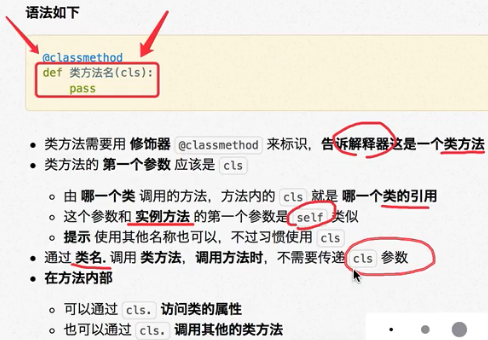 语法如下
@classmethod
def 类方法名(cls):
pass
类方法需要用 修饰器 @classmethod 来标识，告诉解释器这是一个类方法
类方法的 第一个参数 应该是 cls
由 哪一个类 调用的方法，方法内的 cls 就是 哪一个类的引用
这个参数和 实例方法 的第一个参数是 self 类似
提示 使用其他名称也可以，不过习惯使用 cls
通过 类名. 调用 类方法，调用方法时，不需要传递 cls 参数
在方法内部
可以通过 cls. 访问类的属性
也可以通过 cls. 调用其他的类方法